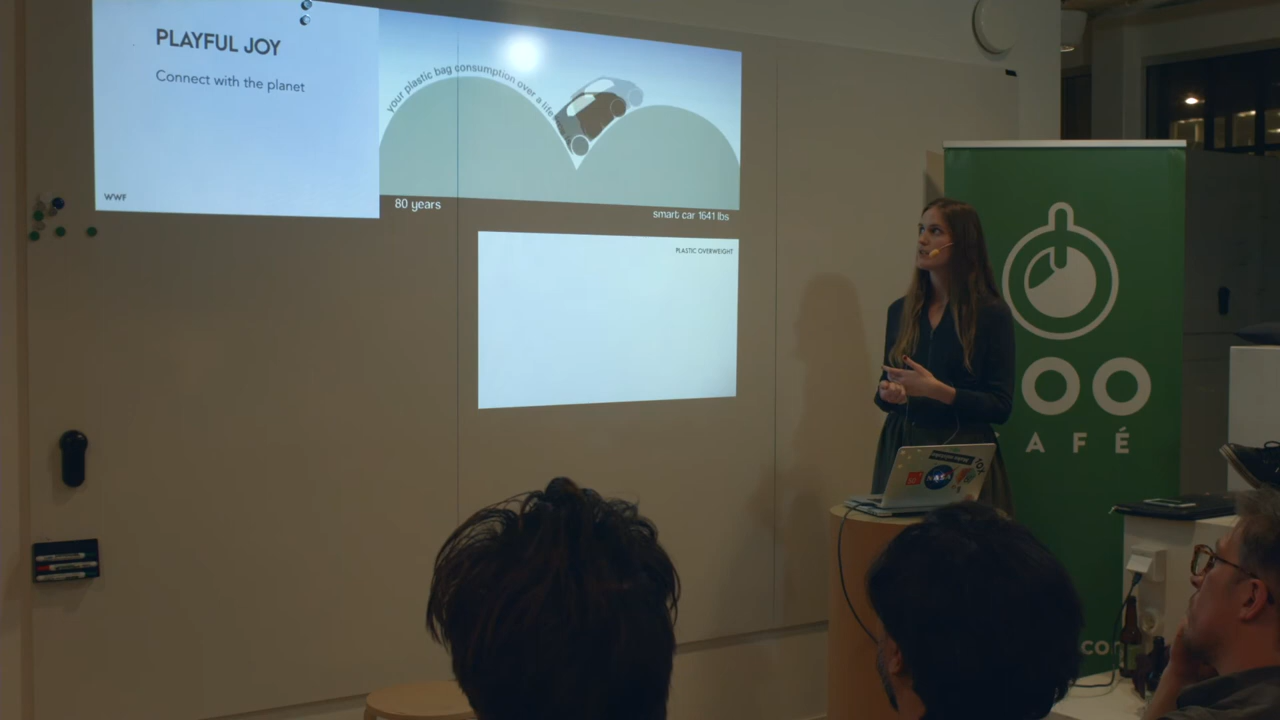 PLAYFUL JOY
Connect with the planet
WWF
your plastic bag consumption over a life
80 years
smart car 1641 lbs
PLASTIC OVERWEIGHT
OO
AFÉ
NASA